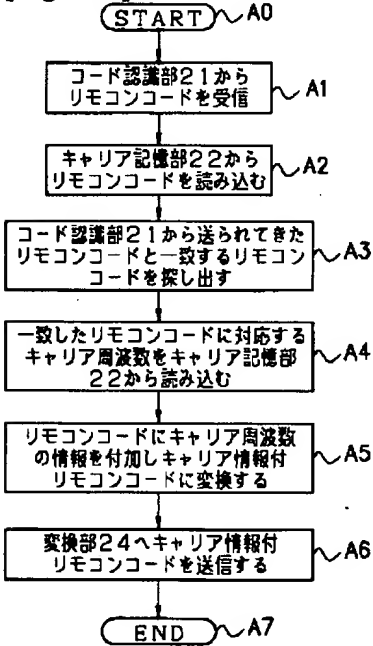 START
A0
コード認識部21から
リモコンコードを受信
A1
キャリア記憶部22から
リモコンコードを読み込む
A2
コード認識部21から送られてきた
リモコンコードと一致するリモコン
コードを探し出す
A3
一致したリモコンコードに対応する
キャリア周波数をキャリア記憶部
22から読み込む
A4
リモコンコードにキャリア周波数
の情報を付加しキャリア情報付
リモコンコードに変換する
A5
変換部24へキャリア情報付
リモコンコードを送信する
A6
END
A7